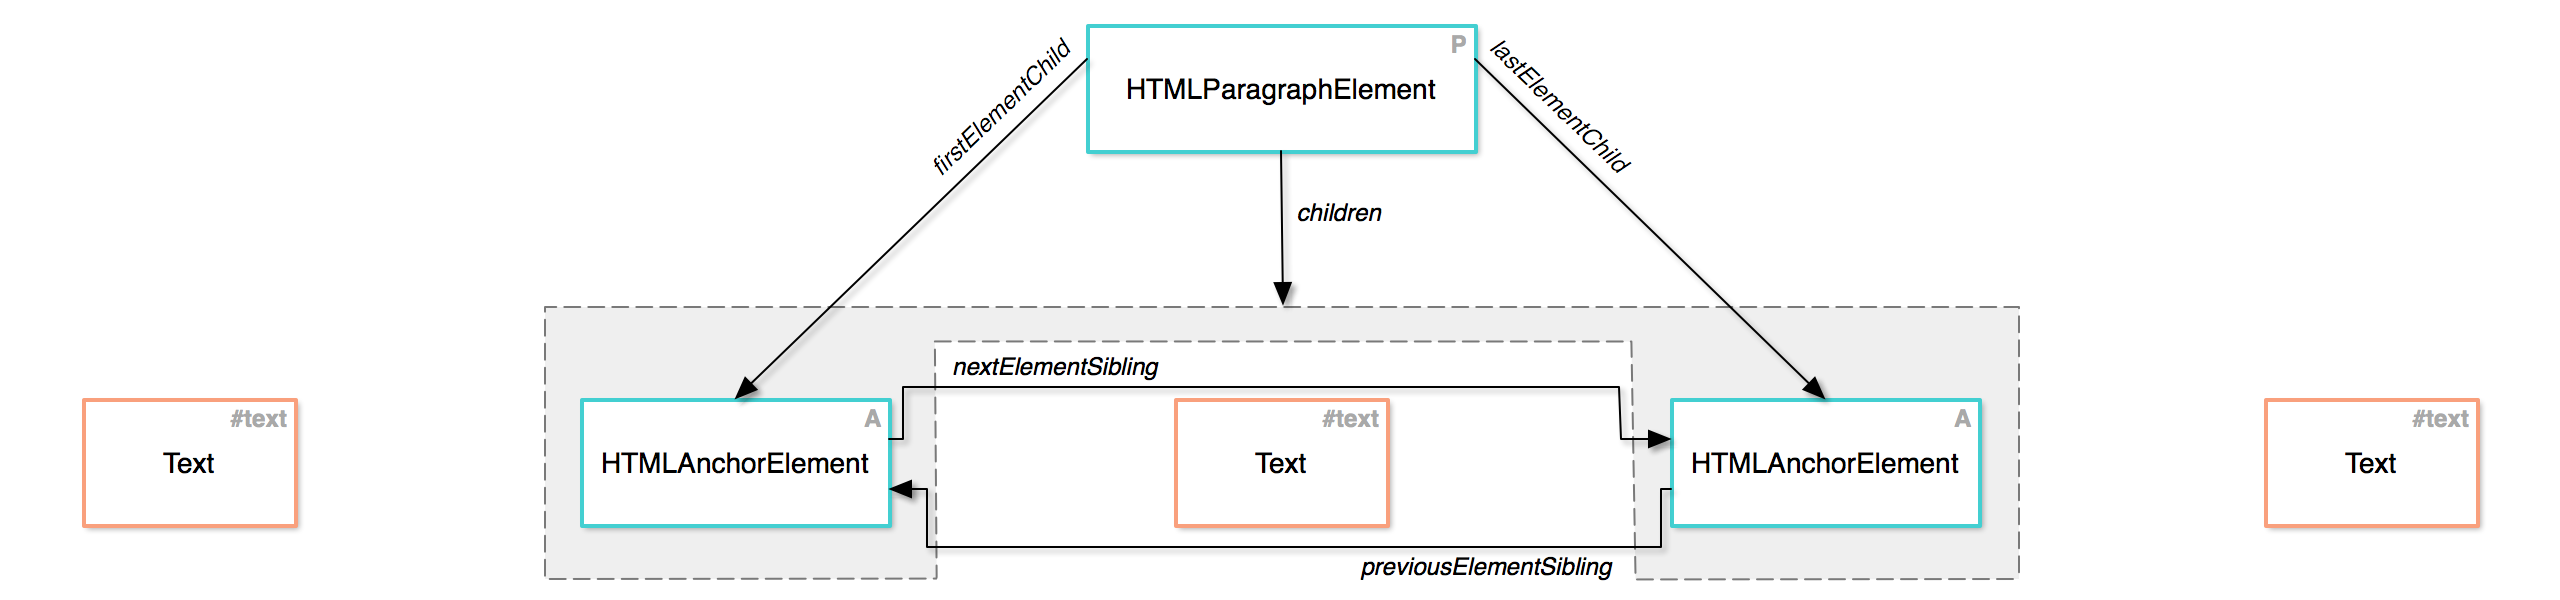 P
HTMLParagraphElement
firstElementChild
lastElementChild
children
nextElementSibling
#text
Text
A
HTMLAnchorElement
#text
Text
A
HTMLAnchorElement
#text
Text
previousElementSibling